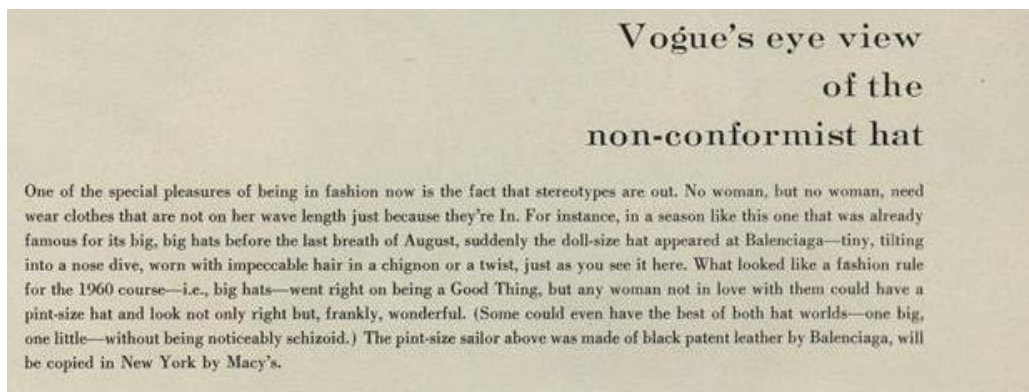 Vogue's eye view
of the
non-conformist hat
One of the special pleasures of being in fashion now is the fact that stereotypes are out. No woman, but no woman, need
wear clothes that are not on her wave length just because they're In. For instance, in a season like this one that was already
famous for its big, big hats before the last breath of August, suddenly the doll-size hat appeared at Balenciaga—tiny, tilting
into a nose dive, worn with impeccable hair in a chignon or a twist, just as you see it here. What looked like a fashion rule
for the 1960 course—i.e., big hats—went right on being a Good Thing, but any woman not in love with them could have a
pint-size hat and look not only right but, frankly, wonderful. (Some could even have the best of both hat worlds—one big,
one little—without being noticeably schizoid.) The pint-size sailor above was made of black patent leather by Balenciaga, will
be copied in New York by Macy's.